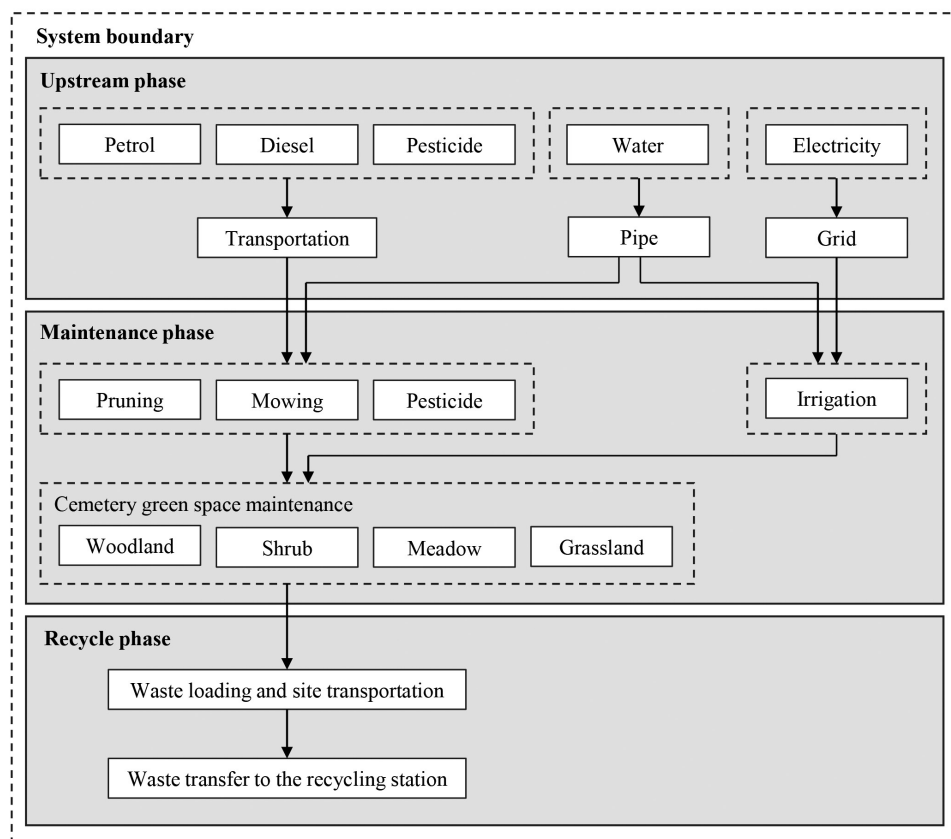 System boundary
Upstream phase
Petrol
Diesel
Pesticide
Water
Electricity
Transportation
Pipe
Grid
Maintenance phase
Pruning
Mowing
Pesticide
Irrigation
Cemetery green space maintenance
Woodland
Shrub
Meadow
Grassland
Recycle phase
Waste loading and site transportation
Waste transfer to the recycling station